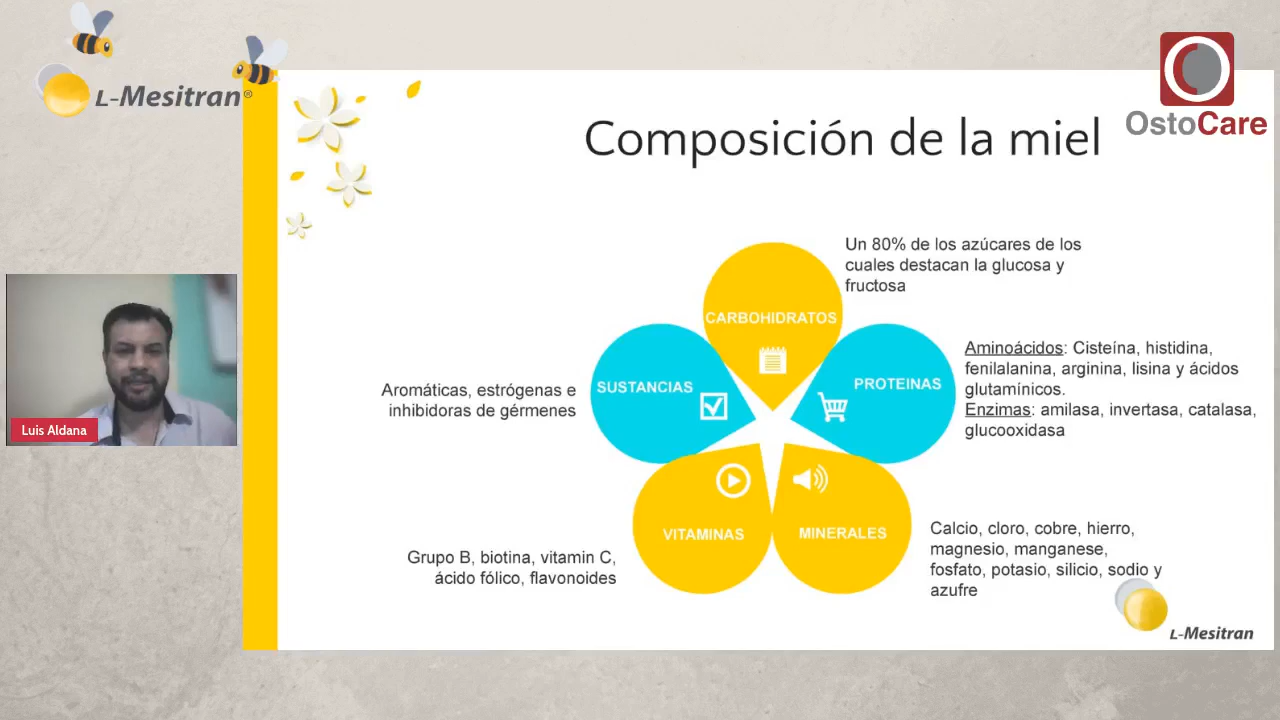 L-Mesitran®
OstoCare
Composición de la miel
Un 80% de los azúcares de los
cuales destacan la glucosa y
fructosa
CARBOHIDRATOS
SUSTANCIAS
PROTEINAS
Aromáticas, estrógenas e
inhibidoras de gérmenes
Aminoácidos: Cisteína, histidina,
fenilalanina, arginina, lisina y ácidos
glutamínicos.
Enzimas: amilasa, invertasa, catalasa,
glucooxidasa
Luis Aldana
VITAMINAS
MINERALES
Grupo B, biotina, vitamin C,
ácido fólico, flavonoides
Calcio, cloro, cobre, hierro,
magnesio, manganese,
fosfato, potasio, silicio, sodio y
azufre
L-Mesitran